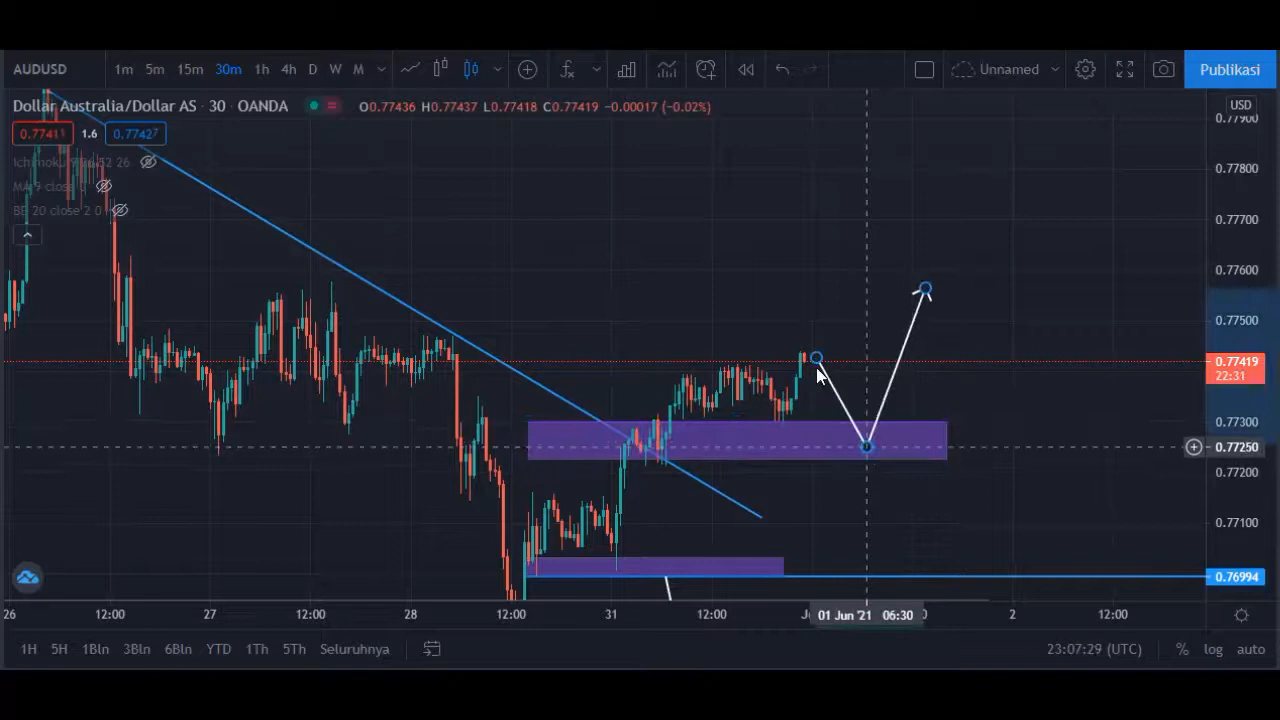 AUDUSD 1m 5m 15m 30m 1h 4h D W M Unnamed Publikasi
Dollar Australia/Dollar AS · 30 · OANDA O0.77436 H0.77437 L0.77418 C0.77419 −0.00017 (−0.02%) USD
0.77900
0.77411 1.6 0.77427
0.77800
0.77700
0.77600
0.77500
0.77419
22:31
0.77300
0.77250
0.77200
0.77100
0.76994
26 12:00 27 12:00 28 12:00 31 12:00 01 Jun '21 06:30 2 12:00
1H 5H 1Bln 3Bln 6Bln YTD 1Th 5Th Seluruhnya 23:07:29 (UTC) % log auto